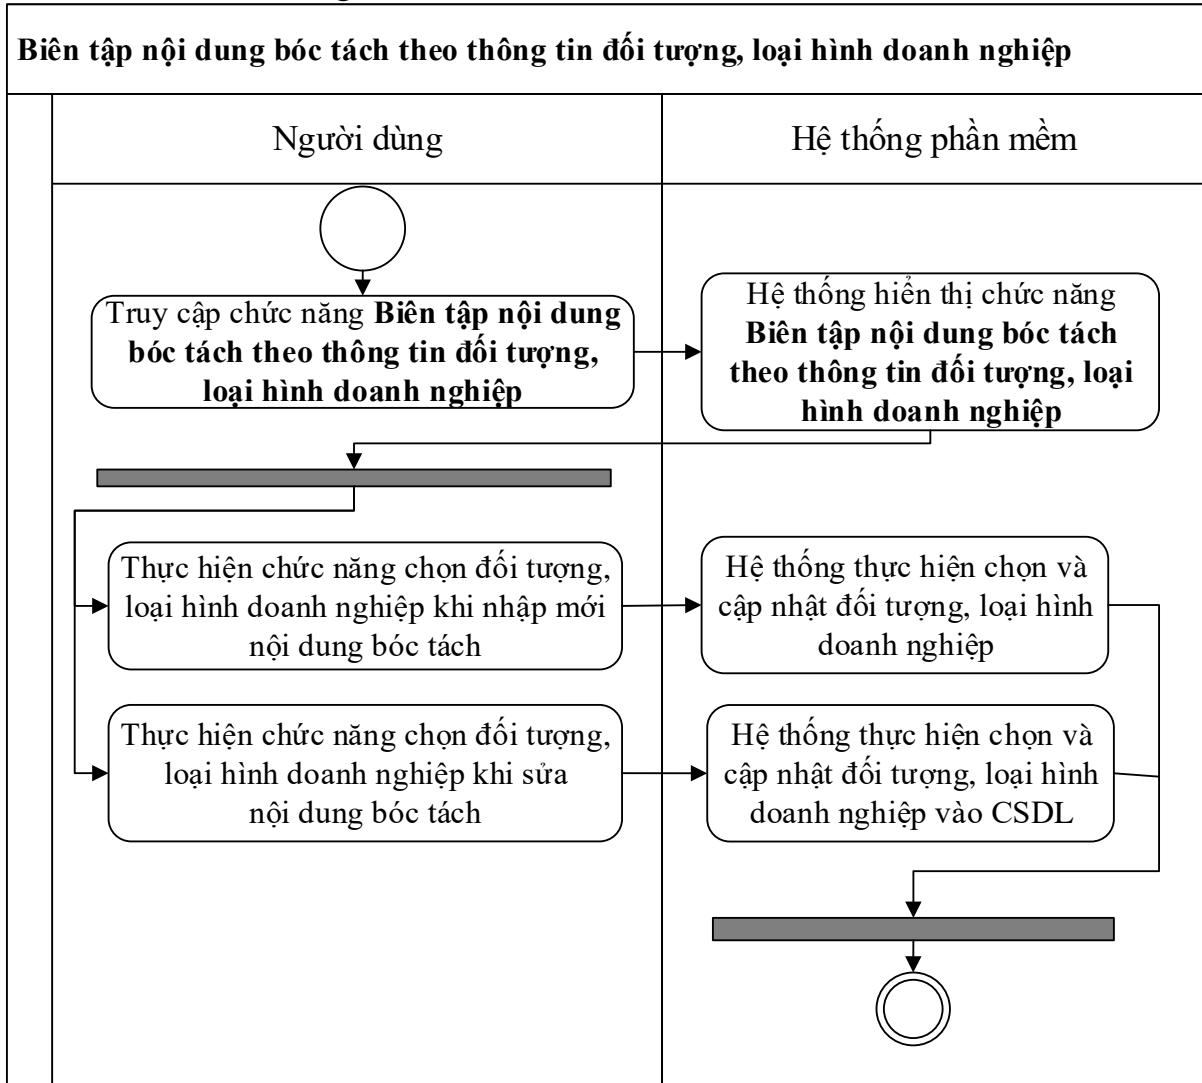 Biên tập nội dung bóc tách theo thông tin đối tượng, loại hình doanh nghiệp
Người dùng
Hệ thống phần mềm
Truy cập chức năng Biên tập nội dung
bóc tách theo thông tin đối tượng,
loại hình doanh nghiệp
Hệ thống hiển thị chức năng
Biên tập nội dung bóc tách
theo thông tin đối tượng, loại
hình doanh nghiệp
Thực hiện chức năng chọn đối tượng,
loại hình doanh nghiệp khi nhập mới
nội dung bóc tách
Hệ thống thực hiện chọn và
cập nhật đối tượng, loại hình
doanh nghiệp
Thực hiện chức năng chọn đối tượng,
loại hình doanh nghiệp khi sửa
nội dung bóc tách
Hệ thống thực hiện chọn và
cập nhật đối tượng, loại hình
doanh nghiệp vào CSDL